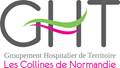 GHT
Groupement Hospitalier de Territoire
Les Collines de Normandie